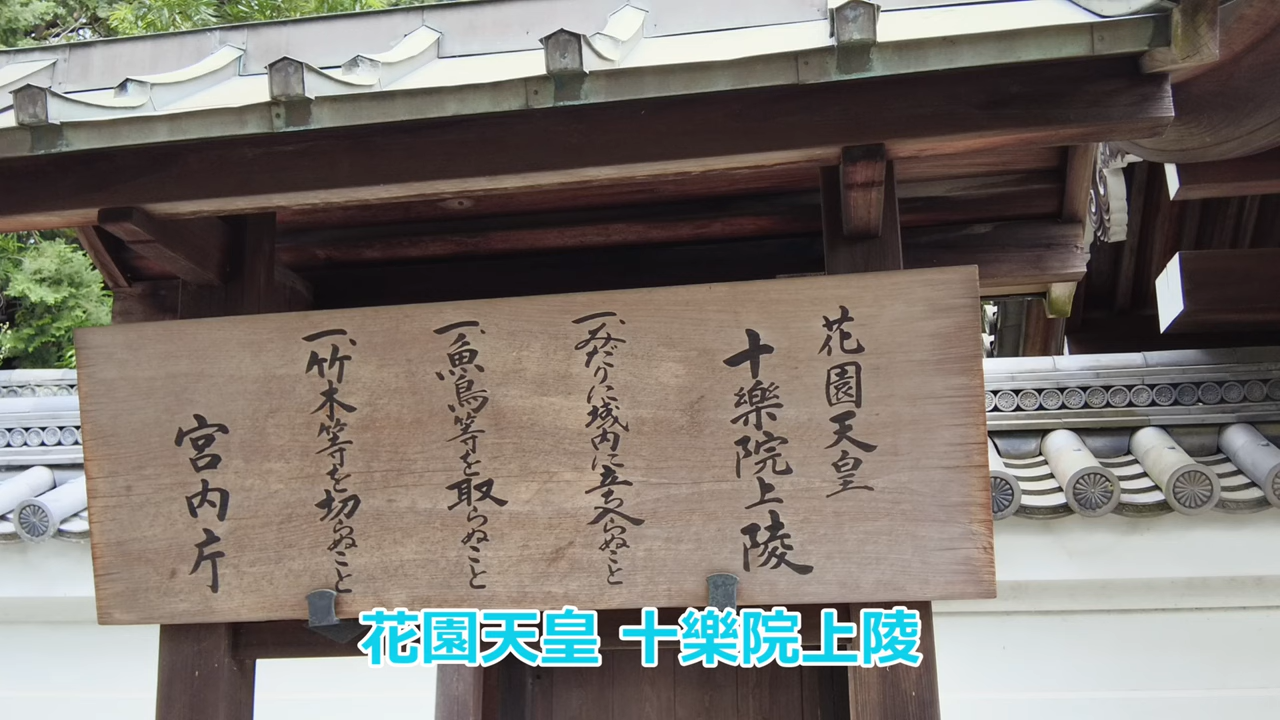 花園天皇
十樂院上陵
一、みだりに域内に立ち入らぬこと
一、魚鳥等を取らぬこと
一、竹木等を切らぬこと
宮内庁
花園天皇 十樂院上陵